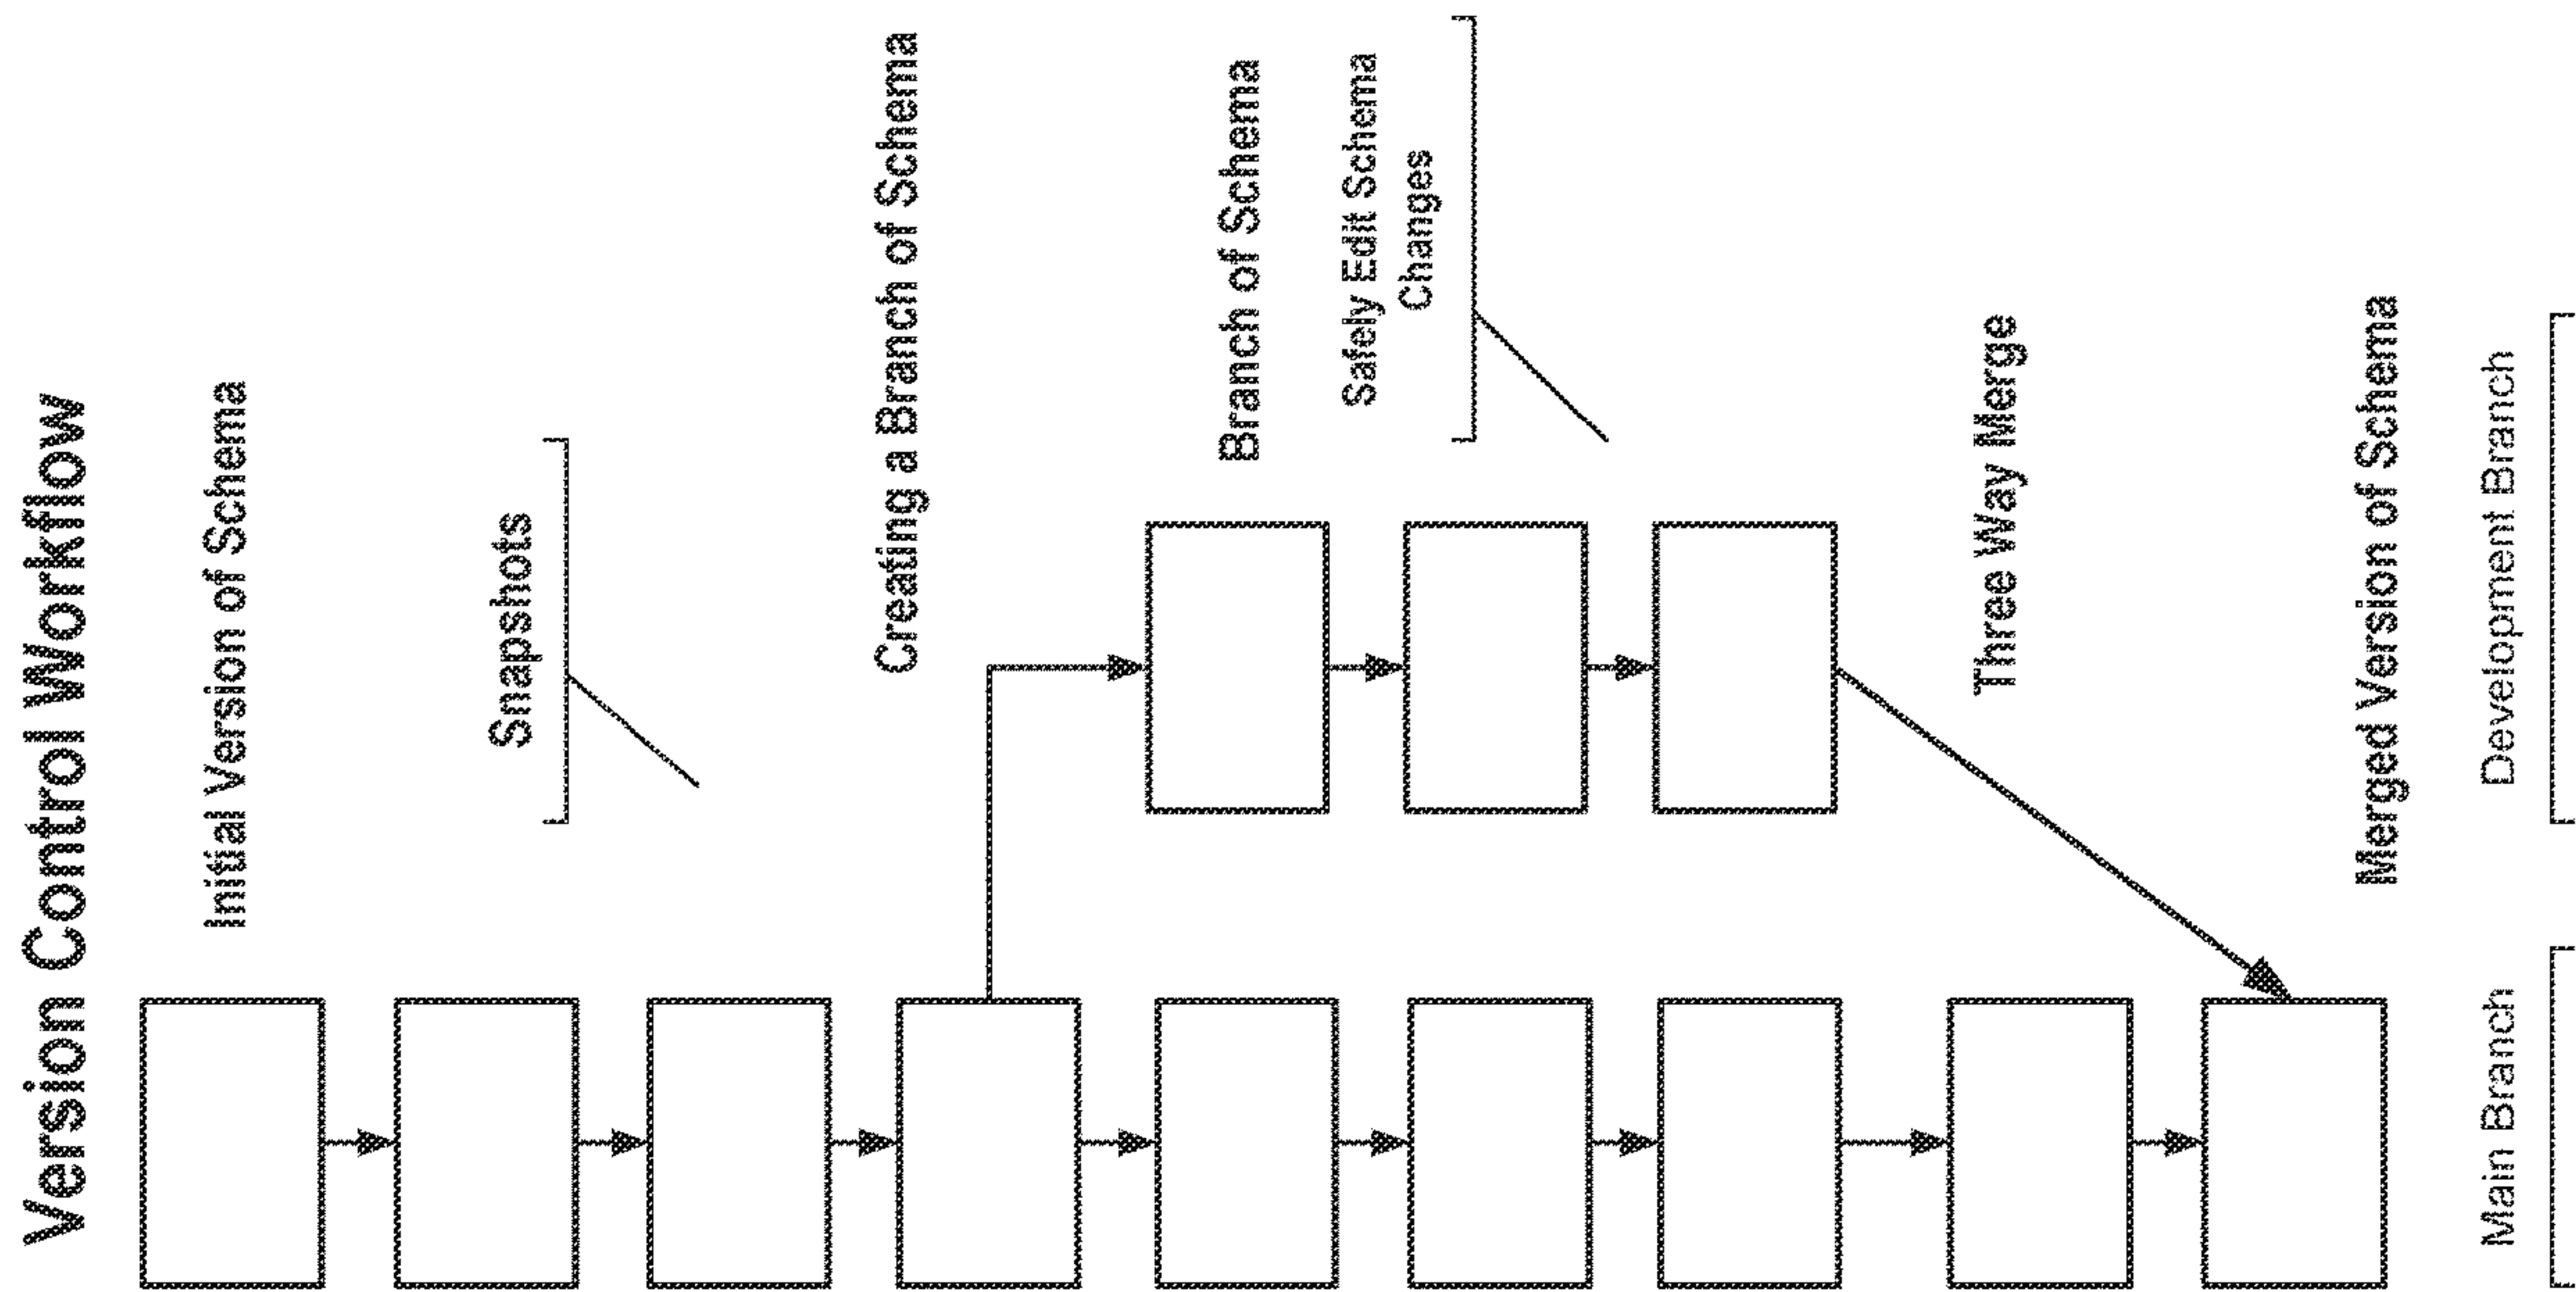 Version Control Workflow
Initial Version of Schema
Snapshots
Creating a Branch of Schema
Branch of Schema
Safely Edit Schema
Changes
Three Way Merge
Merged Version of Schema
Main Branch
Development Branch